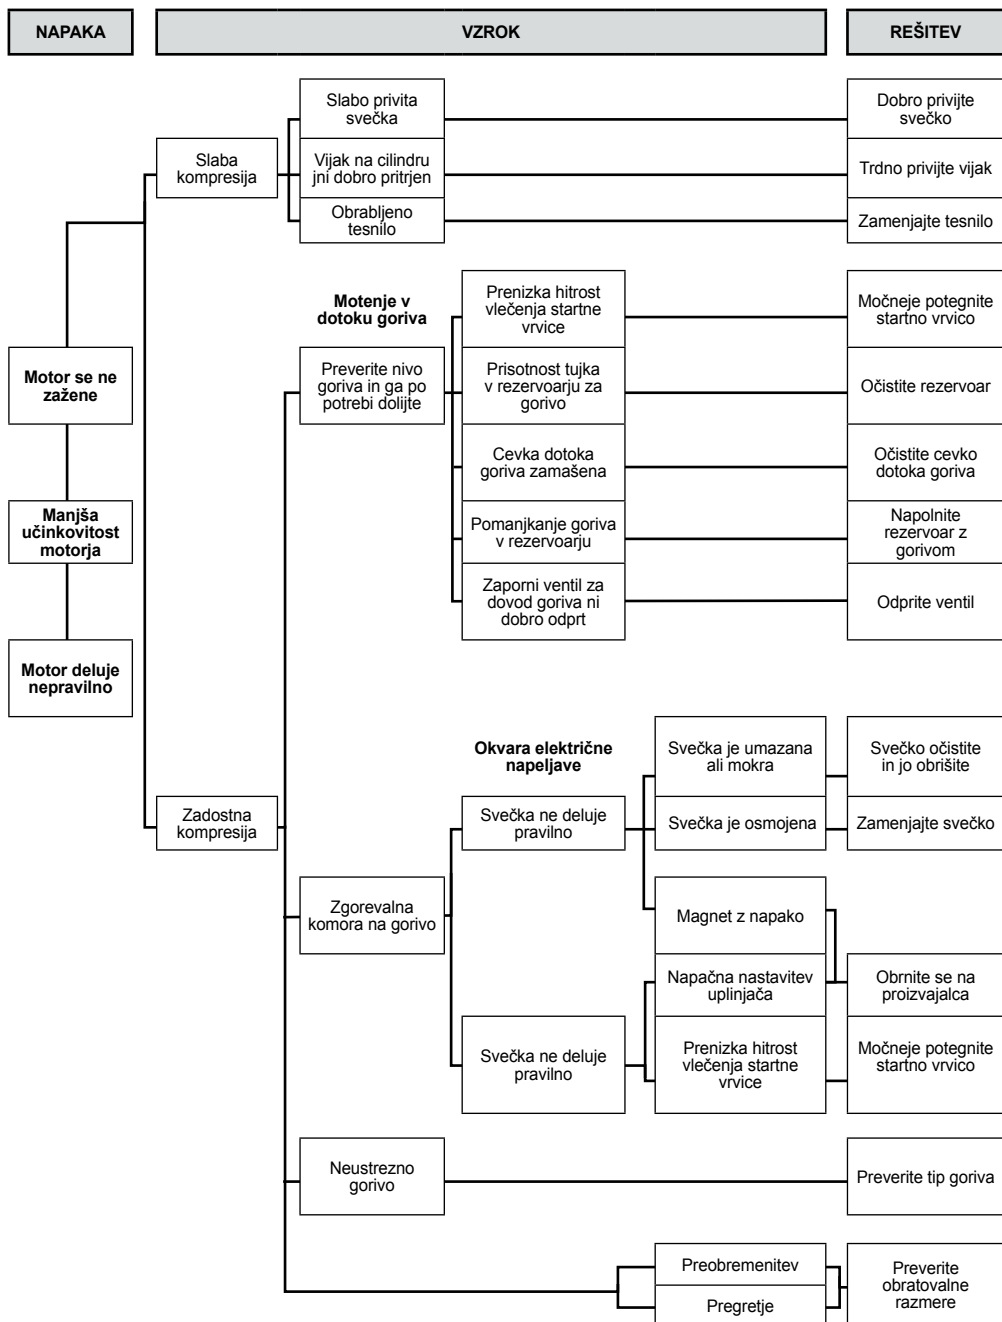 NAPAKA
VZROK
REŠITEV
Slabo privita
svečka
Dobro privijte
svečko
Slaba
kompresija
Vijak na cilindru
jni dobro pritrjen
Trdno privijte vijak
Obrabljeno
tesnilo
Zamenjajte tesnilo
Motenje v
dotoku goriva
Prenizka hitrost
vlečenja startne
vrvice
Močneje potegnite
startno vrvico
Motor se ne
zažene
Preverite nivo
goriva in ga po
potrebi dolijte
Prisotnost tujka
v rezervoarju za
gorivo
Očistite rezervoar
Cevka dotoka
goriva zamašena
Očistite cevko
dotoka goriva
Manjša
učinkovitost
motorja
Pomanjkanje goriva
v rezervoarju
Napolnite
rezervoar z
gorivom
Zaporni ventil za
dovod goriva ni
dobro odprt
Odprite ventil
Motor deluje
nepravilno
Okvara električne
napeljave
Svečka je umazana
ali mokra
Svečko očistite
in jo obrišite
Zadostna
kompresija
Svečka ne deluje
pravilno
Svečka je osmojena
Zamenjajte svečko
Zgorevalna
komora na gorivo
Magnet z napako
Napačna nastavitev
uplinjača
Obrnite se na
proizvajalca
Svečka ne deluje
pravilno
Prenizka hitrost
vlečenja startne
vrvice
Močneje potegnite
startno vrvico
Neustrezno
gorivo
Preverite tip goriva
Preobremenitev
Pregretje
Preverite
obratovalne
razmere